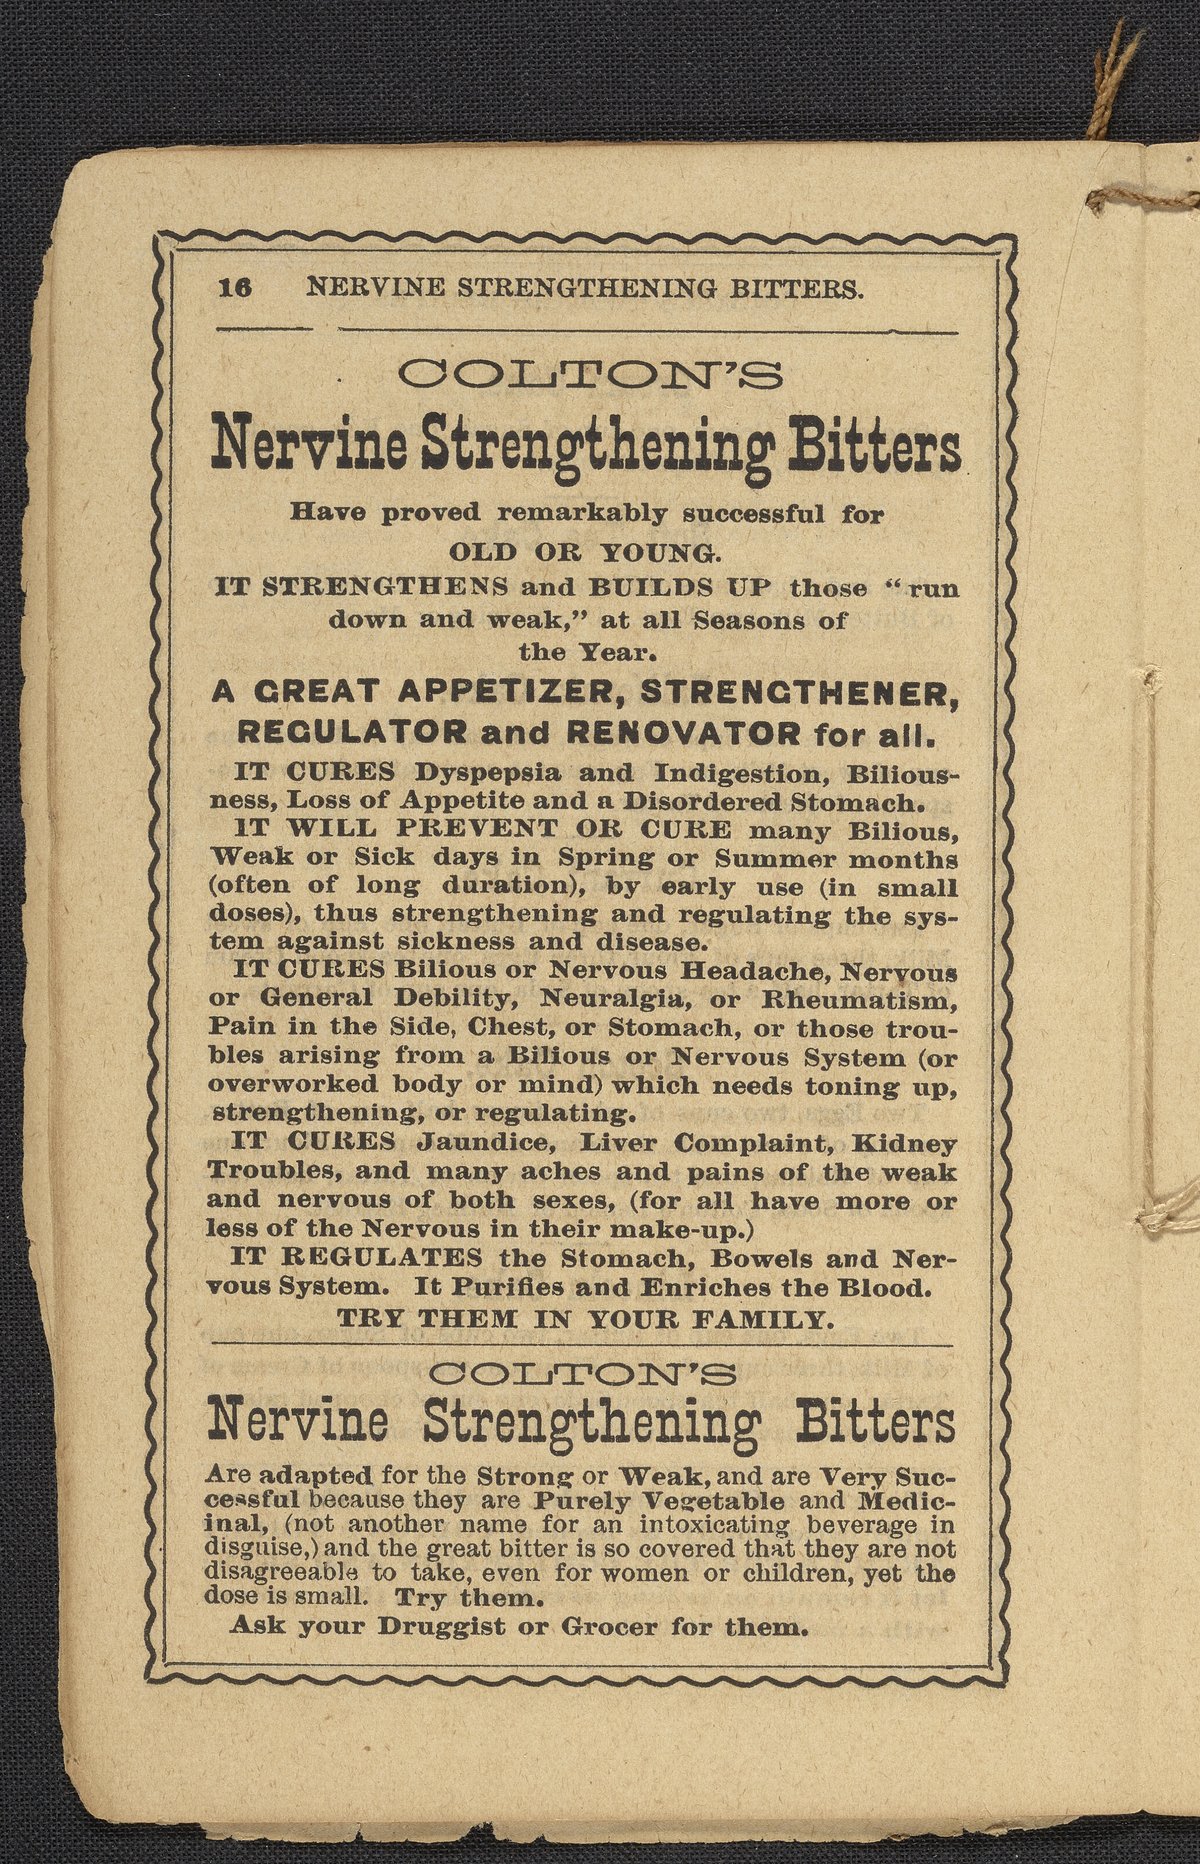 16 NERVINE STRENGTHENING BITTERS.
COLTON'S
Nervine Strengthening Bitters
Have proved remarkably successful for
OLD OR YOUNG.
IT STRENGTHENS and BUILDS UP those "run
down and weak," at all Seasons of
the Year.
A GREAT APPETIZER, STRENGTHENER,
REGULATOR and RENOVATOR for all.
IT CURES Dyspepsia and Indigestion, Bilious-
ness, Loss of Appetite and a Disordered Stomach.
IT WILL PREVENT OR CURE many Bilious,
Weak or Sick days in Spring or Summer months
(often of long duration), by early use (in small
doses), thus strengthening and regulating the sys-
tem against sickness and disease.
IT CURES Bilious or Nervous Headache, Nervous
or General Debility, Neuralgia, or Rheumatism,
Pain in the Side, Chest, or Stomach, or those trou-
bles arising from a Bilious or Nervous System (or
overworked body or mind) which needs toning up,
strengthening, or regulating.
IT CURES Jaundice, Liver Complaint, Kidney
Troubles, and many aches and pains of the weak
and nervous of both sexes, (for all have more or
less of the Nervous in their make-up.)
IT REGULATES the Stomach, Bowels and Ner-
vous System. It Purifies and Enriches the Blood.
TRY THEM IN YOUR FAMILY.
COLTON'S
Nervine Strengthening Bitters
Are adapted for the Strong or Weak, and are Very Suc-
cessful because they are Purely Vegetable and Medic-
inal, (not another name for an intoxicating beverage in
disguise,) and the great bitter is so covered that they are not
disagreeable to take, even for women or children, yet the
dose is small. Try them.
Ask your Druggist or Grocer for them.